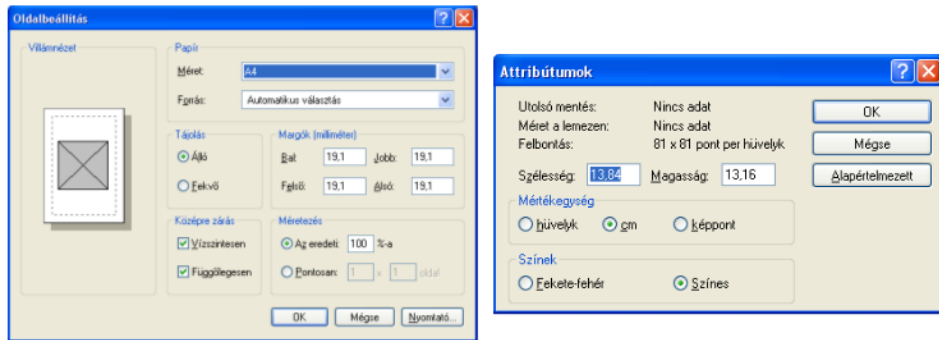 Oldalbeállítás
Villámnézet
Papír
Méret: A4
Forrás: Automatikus választás
Tájolás
Álló
Fekvő
Margók (milliméter)
Bal: 19,1 Jobb: 19,1
Felső: 19,1 Alsó: 19,1
Középre zárás
Vízszintesen
Függőlegesen
Méretezés
Az eredeti: 100 %-a
Pontosan: 1 x 1 oldal
OK Mégse Nyomtató...
Attribútumok
Utolsó mentés: Nincs adat
Méret a lemezen: Nincs adat
Felbontás: 81 x 81 pont per hüvelyk
Szélesség: 13,84 Magasság: 13,16
Mértékegység
hüvelyk cm képpont
Színek
Fekete-fehér Színes
OK
Mégse
Alapértelmezett